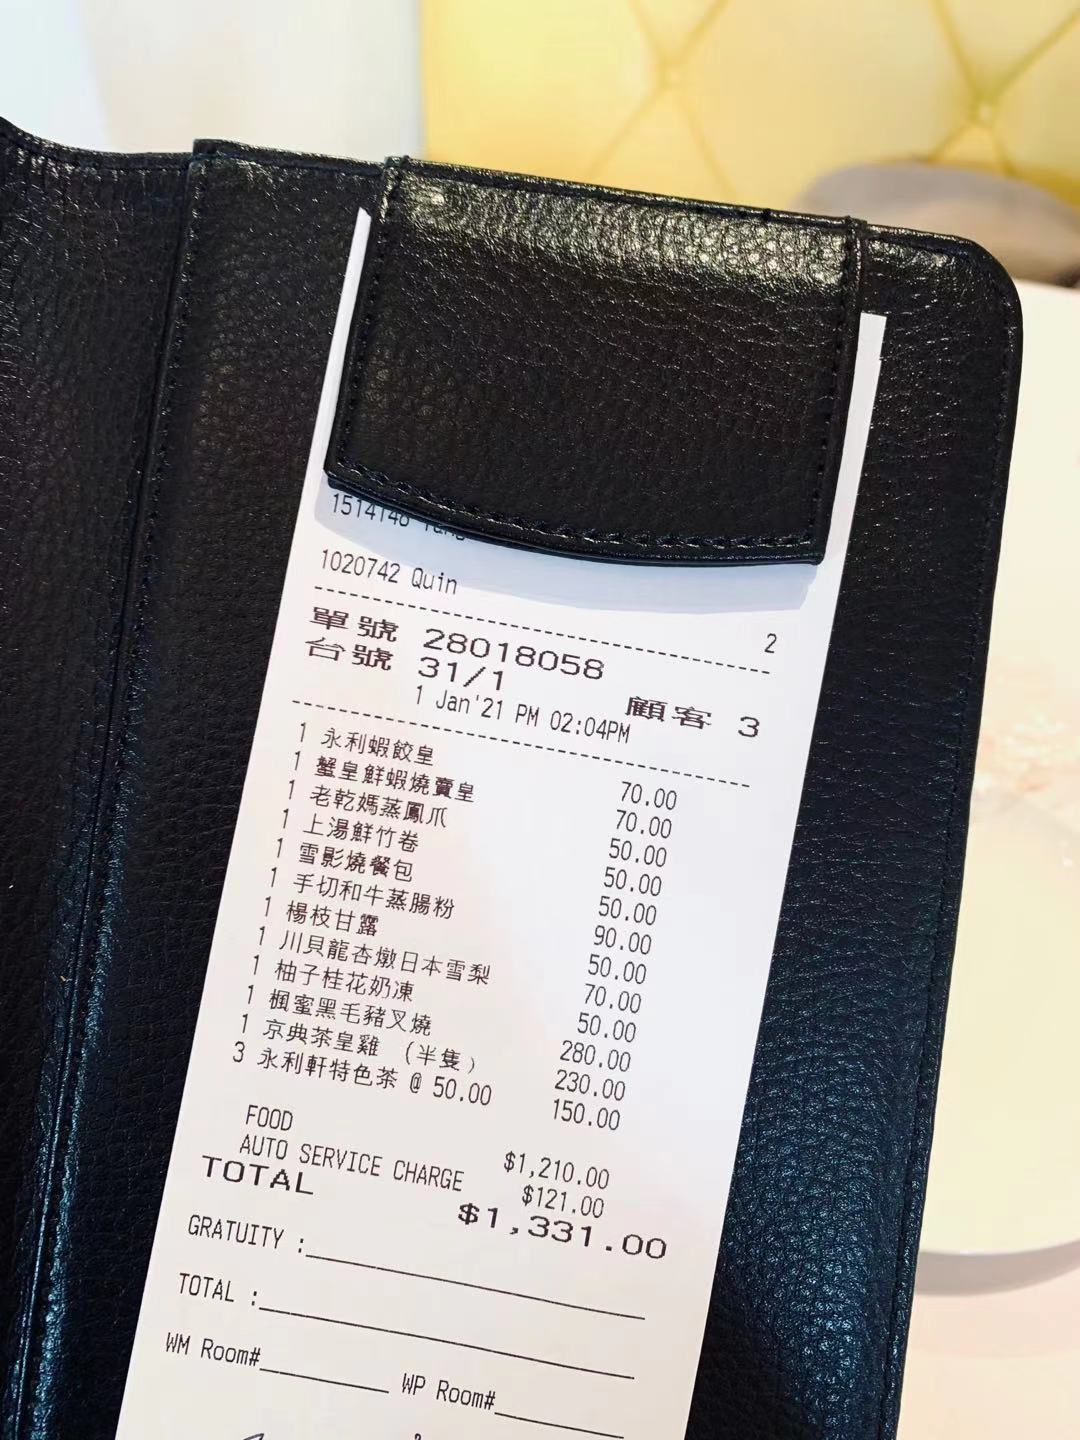 1514148
1020742 Quin
2
單號 28018058
台號 31/1 顧客 3
1 Jan'21 PM 02:04PM
1 永利蝦餃皇 70.00
1 蟹皇鮮蝦燒賣皇 70.00
1 老乾媽蒸鳳爪 50.00
1 上湯鮮竹卷 50.00
1 雪影燒餐包 50.00
1 手切和牛蒸腸粉 90.00
1 楊枝甘露 50.00
1 川貝龍杏燉日本雪梨 70.00
1 柚子桂花奶凍 50.00
1 楓蜜黑毛豬叉燒 280.00
1 京典茶皇雞 (半隻) 230.00
3 永利軒特色茶 @ 50.00 150.00
FOOD $1,210.00
AUTO SERVICE CHARGE $121.00
TOTAL $1,331.00
GRATUITY :
TOTAL :
WM Room# WP Room#